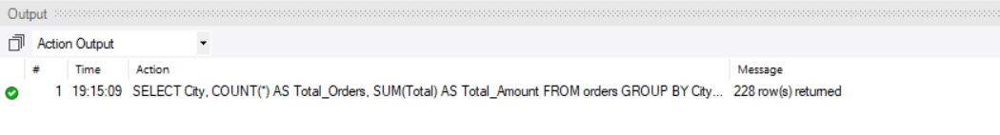 Output
Action Output
# Time Action Message
1 19:15:09 SELECT City, COUNT(*) AS Total_Orders, SUM(Total) AS Total_Amount FROM orders GROUP BY City... 228 row(s) returned